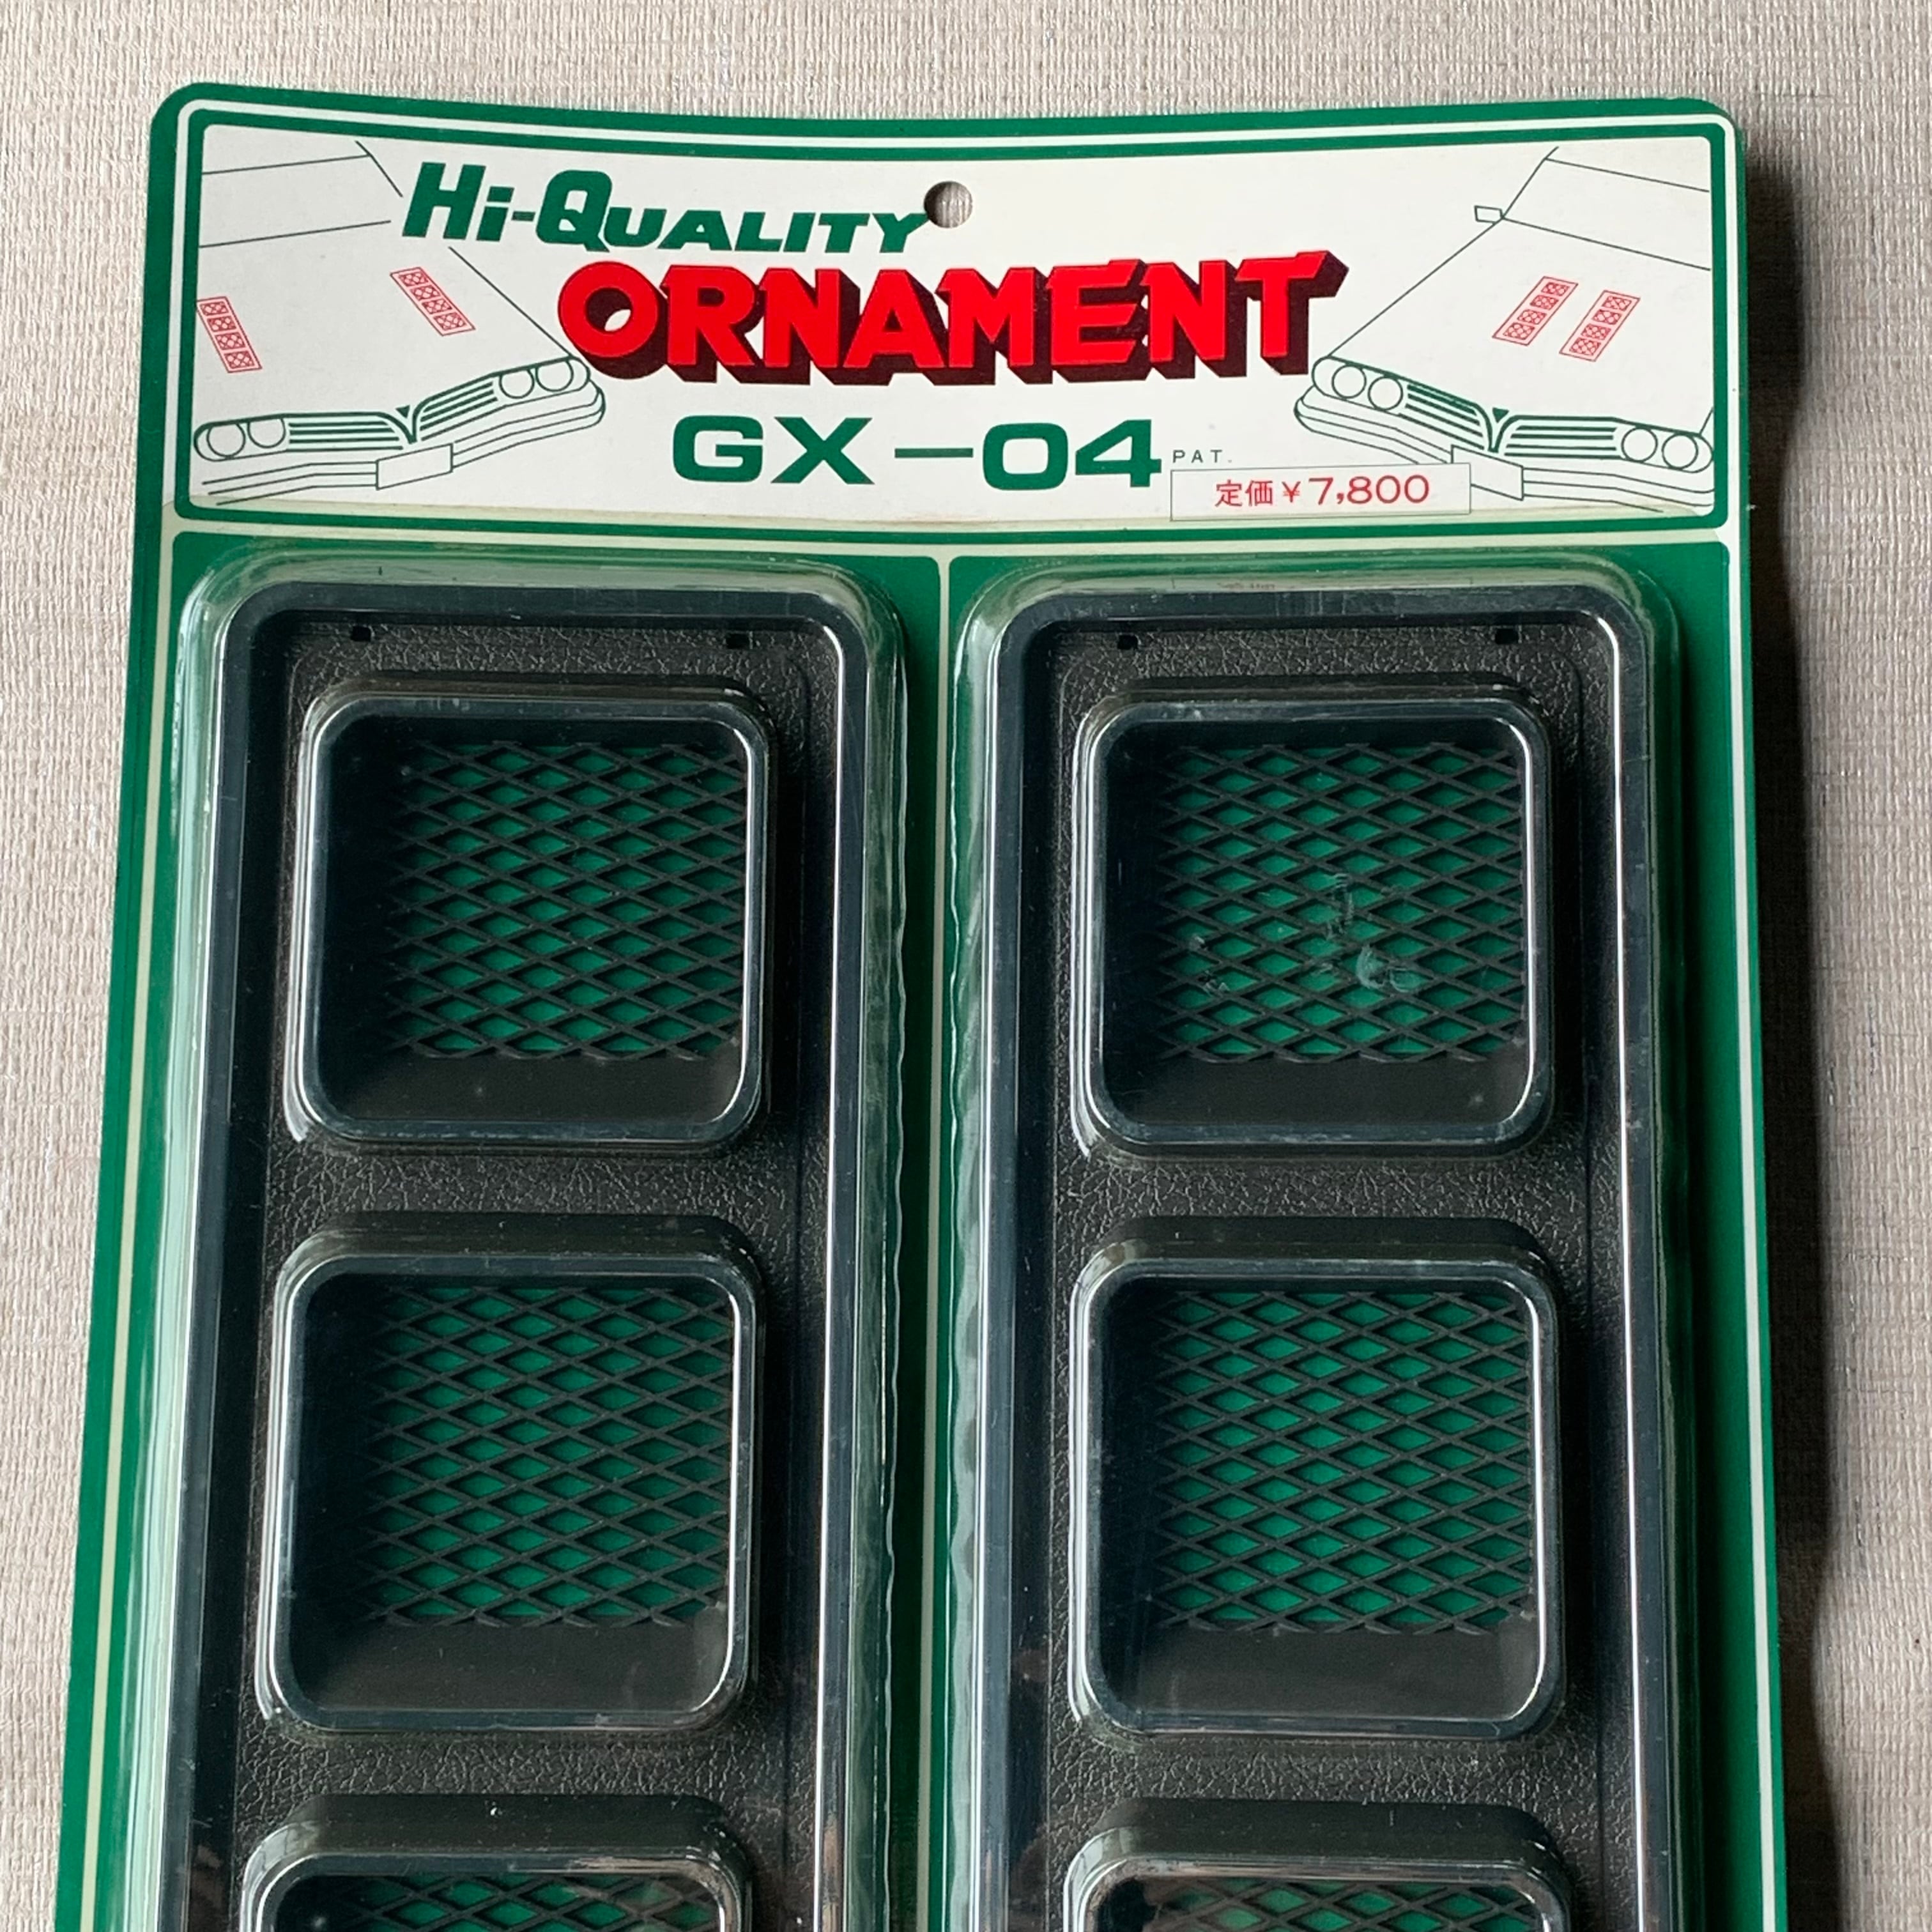 Hi-QUALITY
ORNAMENT
GX-04 PAT.
定価¥7,800